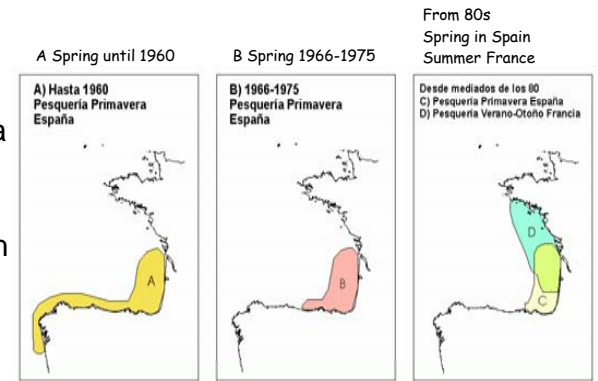 A Spring until 1960
B Spring 1966-1975
From 80s
Spring in Spain
Summer France
A) Hasta 1960
Pesquería Primavera
España
B) 1966-1975
Pesquería Primavera
España
Desde mediados de los 80
C) Pesquería Primavera España
D) Pesquería Verano-Otoño Francia
A
B
D
C